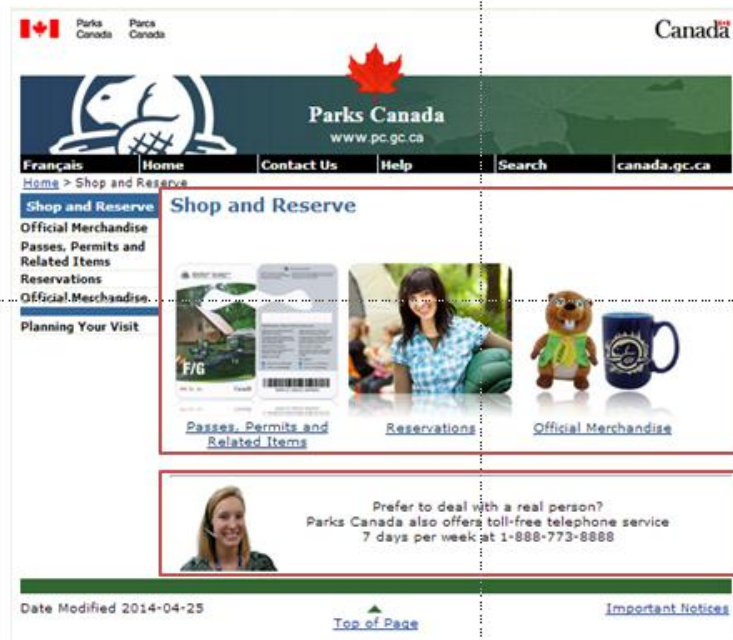 Parks Canada
Parcs Canada
Canada
Parks Canada
www.pc.gc.ca
Français Home Contact Us Help Search canada.gc.ca
Home > Shop and Reserve
Shop and Reserve
Official Merchandise
Passes, Permits and
Related Items
Reservations
Official Merchandise
Planning Your Visit
Shop and Reserve
F/G
Passes, Permits and
Related Items
Reservations
Official Merchandise
Prefer to deal with a real person?
Parks Canada also offers toll-free telephone service
7 days per week at 1-888-773-8888
Date Modified 2014-04-25
Top of Page
Important Notices